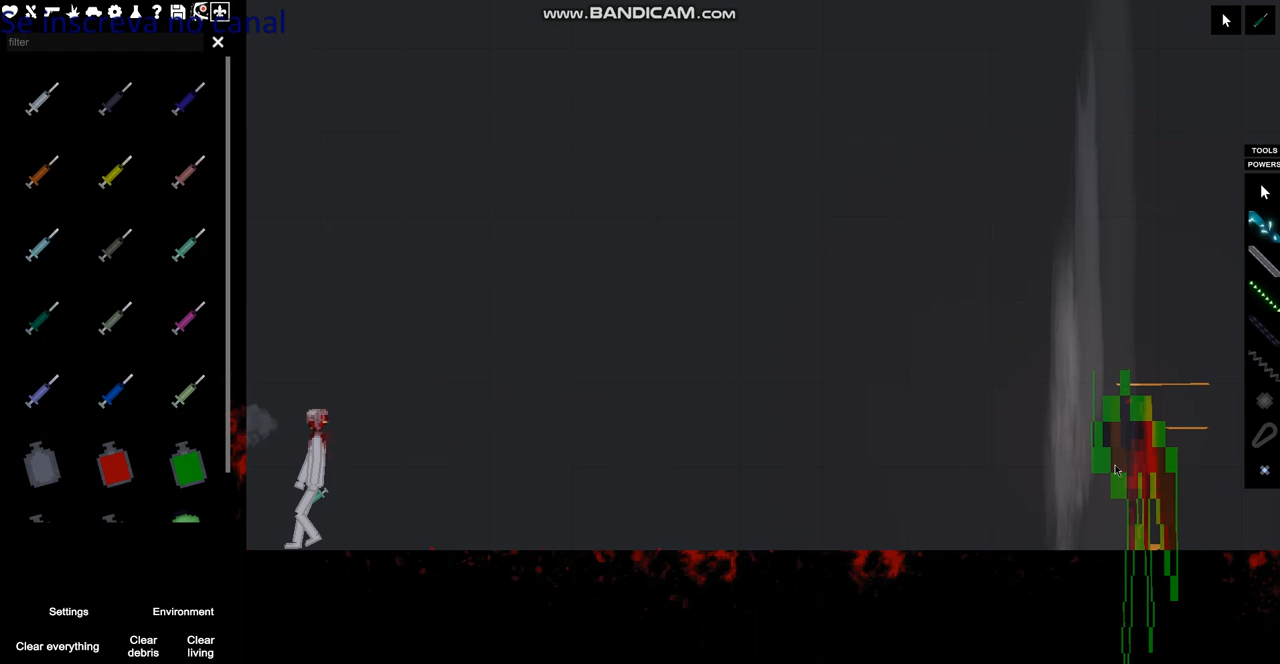 Se inscreva no canal
www.BANDICAM.com
filter
TOOLS
POWERS
Settings
Environment
Clear everything
Clear debris
Clear living